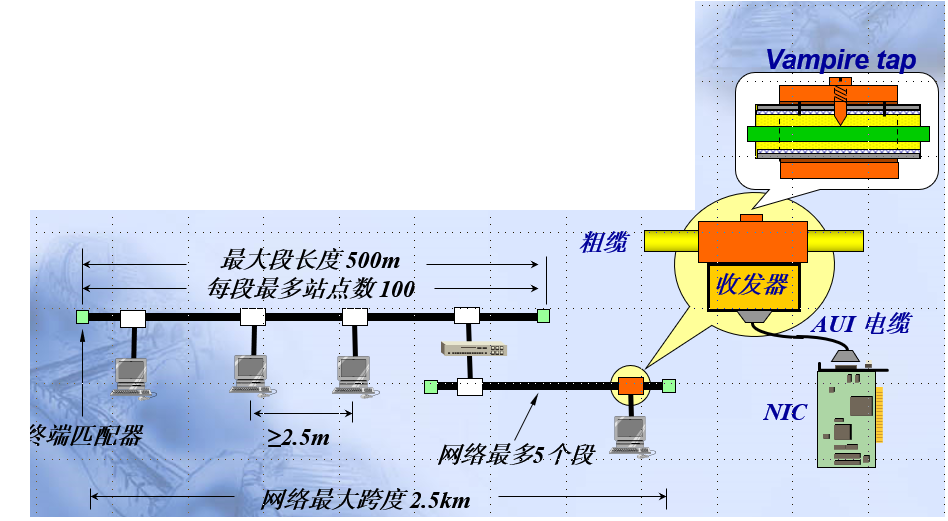 Vampire tap
粗缆
最大段长度 500m
每段最多站点数 100
收发器
AUI 电缆
NIC
终端匹配器
≥2.5m
网络最多5个段
网络最大跨度 2.5km